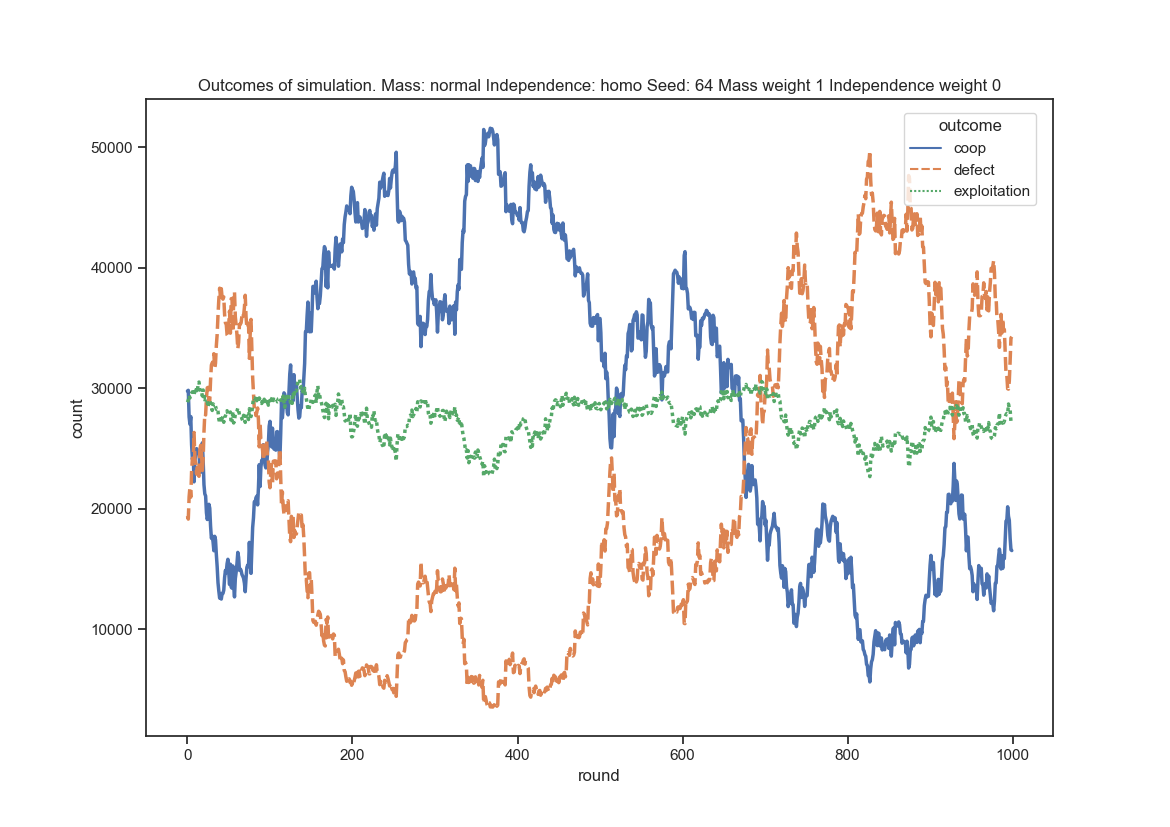 Outcomes of simulation. Mass: normal Independence: homo Seed: 64 Mass weight 1 Independence weight 0
outcome
coop
defect
exploitation
50000
40000
30000
20000
10000
count
0 200 400 600 800 1000
round